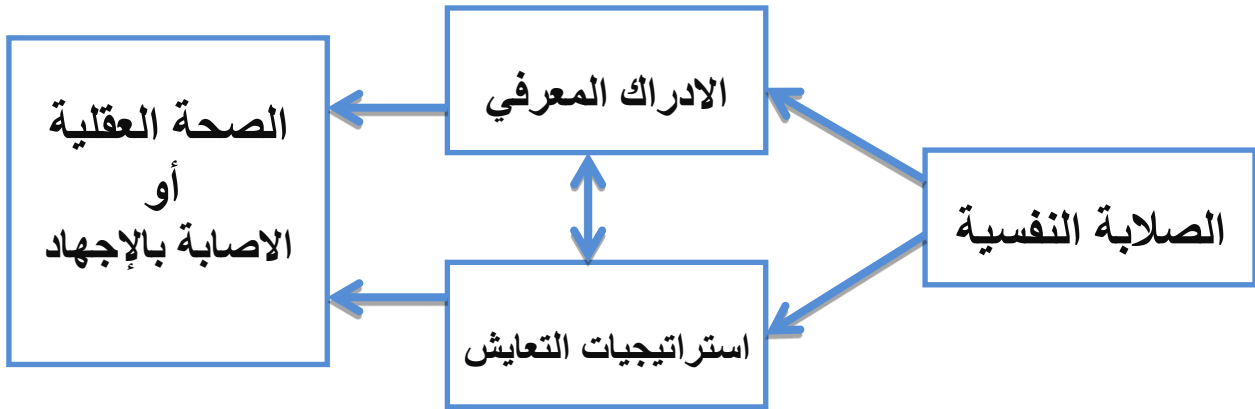 الصلابة النفسية
الادراك المعرفي
استراتيجيات التعايش
الصحة العقلية
أو
الاصابة بالإجهاد